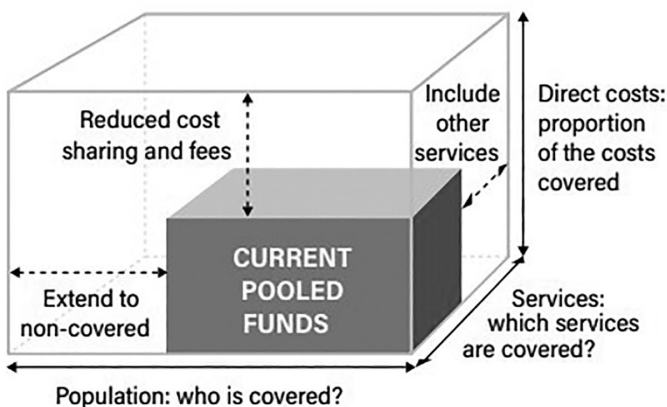 Reduced cost
sharing and fees
Include
other
services
Direct costs:
proportion
of the costs
covered
CURRENT
POOLED
FUNDS
Extend to
non-covered
Services:
which services
are covered?
Population: who is covered?